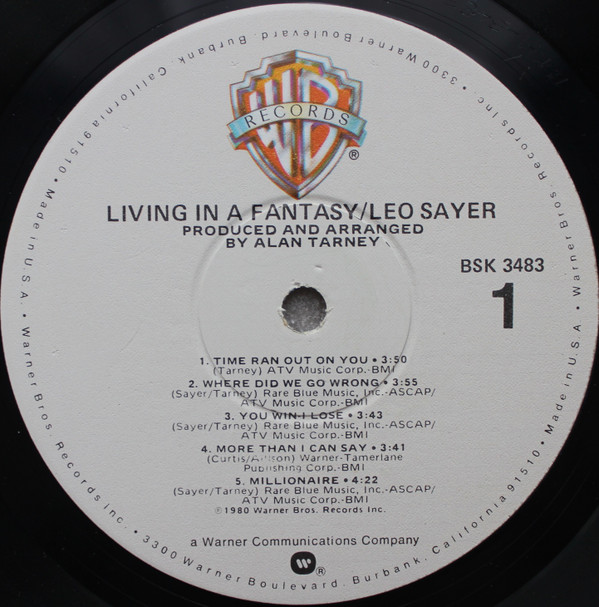 WB
RECORDS
®
LIVING IN A FANTASY/LEO SAYER
PRODUCED AND ARRANGED
BY ALAN TARNEY
BSK 3483
1
1. TIME RAN OUT ON YOU • 3:50
(Tarney) ATV Music Corp.-BMI
2. WHERE DID WE GO WRONG • 3:55
(Sayer/Tarney) Rare Blue Music, Inc.-ASCAP/
ATV Music Corp.-BMI
3. YOU WIN-I LOSE • 3:43
(Sayer/Tarney) Rare Blue Music, Inc.-ASCAP/
ATV Music Corp.-BMI
4. MORE THAN I CAN SAY • 3:41
(Curtis/Allison) Warner-Tamerlane
Publishing Corp.-BMI
5. MILLIONAIRE • 4:22
(Sayer/Tarney) Rare Blue Music, Inc.-ASCAP/
ATV Music Corp.-BMI
℗1980 Warner Bros. Records Inc.
a Warner Communications Company
®
Warner Bros. Records Inc. • 3300 Warner Boulevard, Burbank, California 91510 • Made in U.S.A. •
Warner Bros. Records Inc. • 3300 Warner Boulevard, Burbank, California 91510 • Made in U.S.A. •